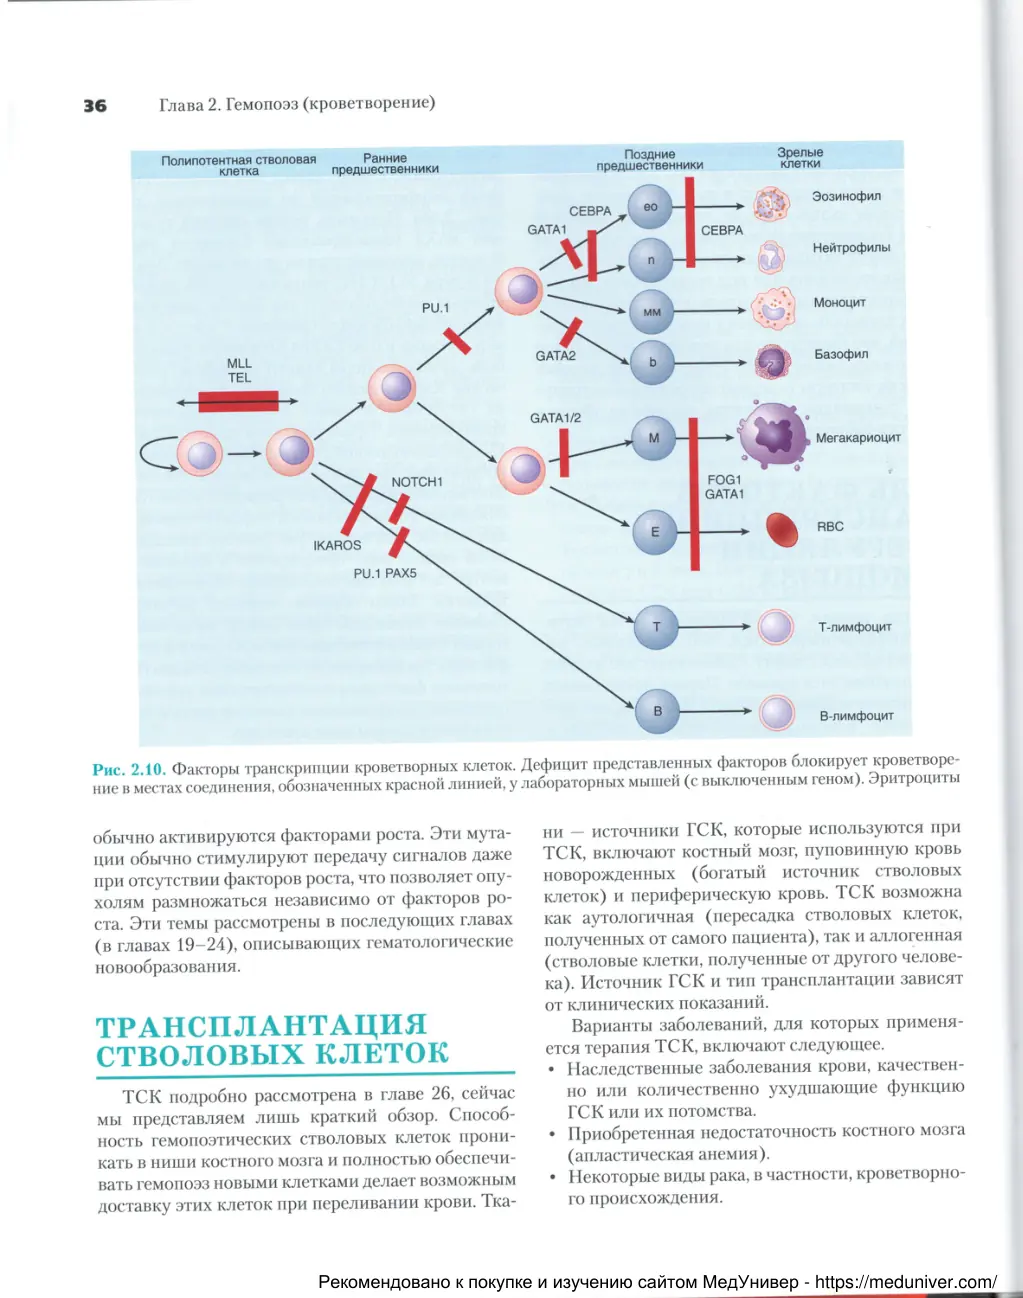 36
Глава 2. Гемопоэз (кроветворение)
Полипотентная стволовая
клетка
Ранние
предшественники
Поздние
предшественники
Зрелые
клетки
CEBPA
GATA1
eo
CEBPA
Эозинофил
n
Нейтрофилы
PU.1
мм
Моноцит
GATA2
b
Базофил
MLL
TEL
GATA1/2
M
Мегакариоцит
NOTCH1
FOG1
GATA1
IKAROS
E
RBC
PU.1 PAX5
T
Т-лимфоцит
B
В-лимфоцит
Рис. 2.10. Факторы транскрипции кроветворных клеток. Дефицит представленных факторов блокирует кроветворе-
ние в местах соединения, обозначенных красной линией, у лабораторных мышей (с выключенным геном). Эритроциты
обычно активируются факторами роста. Эти мута-
ции обычно стимулируют передачу сигналов даже
при отсутствии факторов роста, что позволяет опу-
холям размножаться независимо от факторов ро-
ста. Эти темы рассмотрены в последующих главах
(в главах 19–24), описывающих гематологические
новообразования.
ТРАНСПЛАНТАЦИЯ
СТВОЛОВЫХ КЛЕТОК
ТСК подробно рассмотрена в главе 26, сейчас
мы представляем лишь краткий обзор. Способ-
ность гемопоэтических стволовых клеток прони-
кать в ниши костного мозга и полностью обеспечи-
вать гемопоэз новыми клетками делает возможным
доставку этих клеток при переливании крови. Тка-
ни — источники ГСК, которые используются при
ТСК, включают костный мозг, пуповинную кровь
новорожденных (богатый источник стволовых
клеток) и периферическую кровь. ТСК возможна
как аутологичная (пересадка стволовых клеток,
полученных от самого пациента), так и аллогенная
(стволовые клетки, полученные от другого челове-
ка). Источник ГСК и тип трансплантации зависят
от клинических показаний.
Варианты заболеваний, для которых применя-
ется терапия ТСК, включают следующее.
• Наследственные заболевания крови, качествен-
но или количественно ухудшающие функцию
ГСК или их потомства.
• Приобретенная недостаточность костного мозга
(апластическая анемия).
• Некоторые виды рака, в частности, кроветворно-
го происхождения.
Рекомендовано к покупке и изучению сайтом МедУнивер - https://meduniver.com/